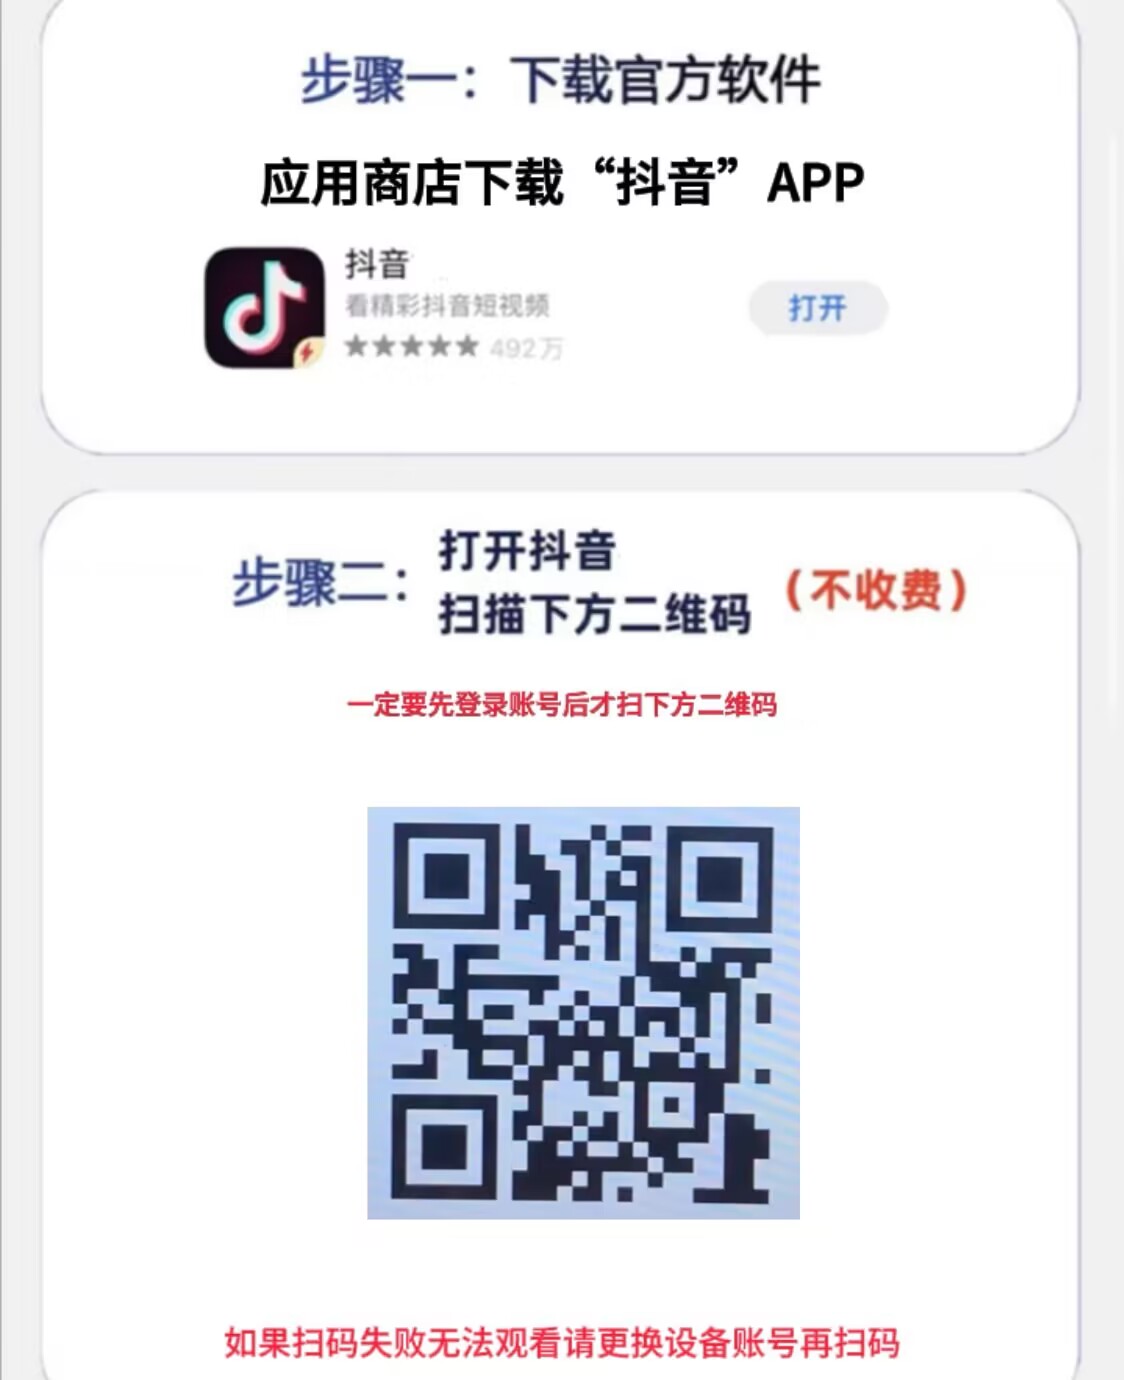 步骤一：下载官方软件
应用商店下载“抖音”APP
抖音
看精彩抖音短视频
打开
★★★★★ 492万
步骤二：
打开抖音
扫描下方二维码
（不收费）
一定要先登录账号后才扫下方二维码
如果扫码失败无法观看请更换设备账号再扫码